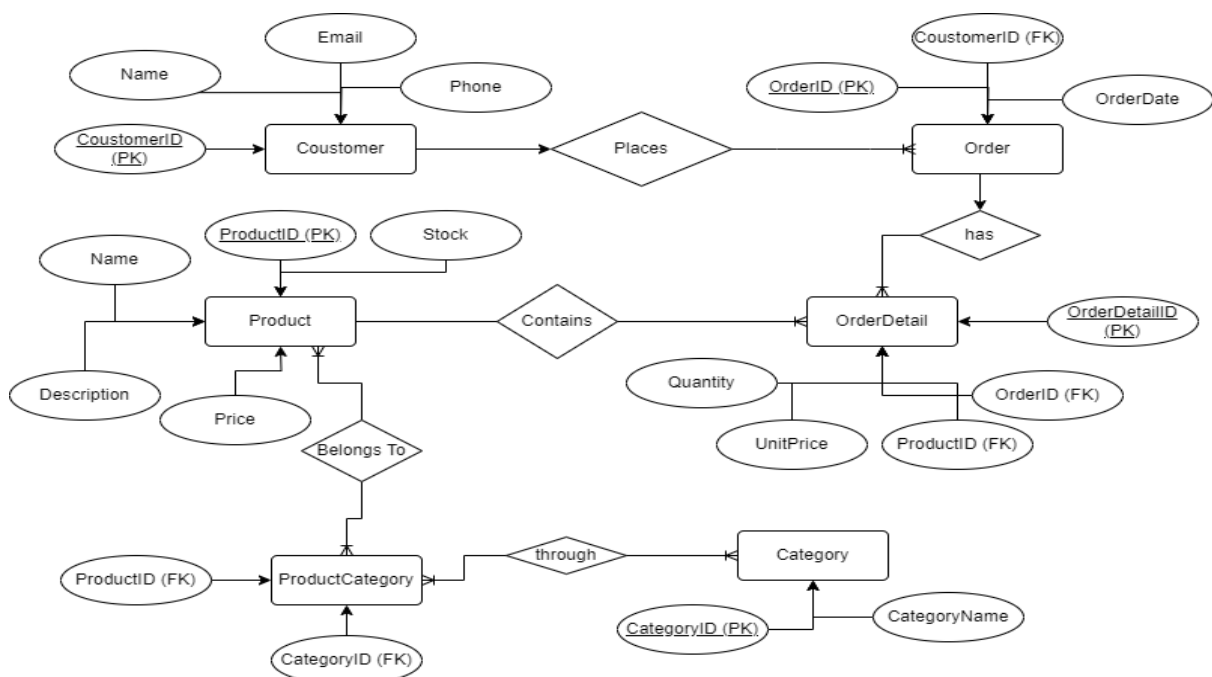 Email
CoustomerID (FK)
Name
Phone
OrderID (PK)
OrderDate
CoustomerID
(PK)
Coustomer
Places
Order
ProductID (PK)
Stock
has
Name
Product
Contains
OrderDetail
OrderDetailID
(PK)
Description
Price
Quantity
OrderID (FK)
UnitPrice
ProductID (FK)
Belongs To
through
Category
ProductID (FK)
ProductCategory
CategoryID (PK)
CategoryName
CategoryID (FK)